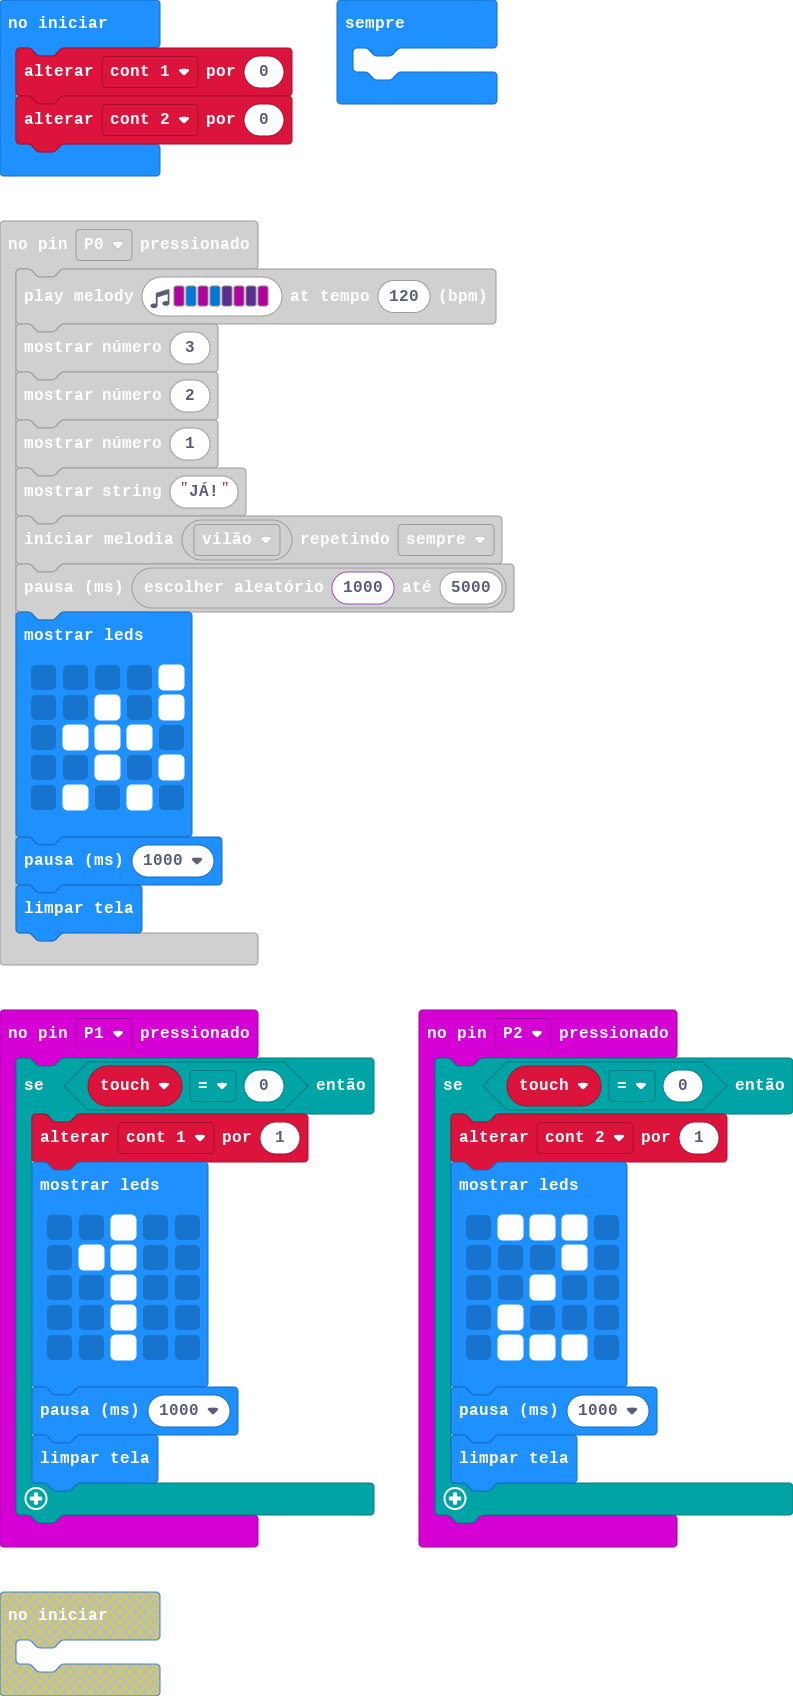 no iniciar
alterar cont 1 por 0
alterar cont 2 por 0
sempre
no pin P0 pressionado
play melody at tempo 120 (bpm)
mostrar número 3
mostrar número 2
mostrar número 1
mostrar string "JÁ!"
iniciar melodia vilão repetindo sempre
pausa (ms) escolher aleatório 1000 até 5000
mostrar leds
pausa (ms) 1000
limpar tela
no pin P1 pressionado
se touch = 0 então
alterar cont 1 por 1
mostrar leds
pausa (ms) 1000
limpar tela
no pin P2 pressionado
se touch = 0 então
alterar cont 2 por 1
mostrar leds
pausa (ms) 1000
limpar tela
no iniciar